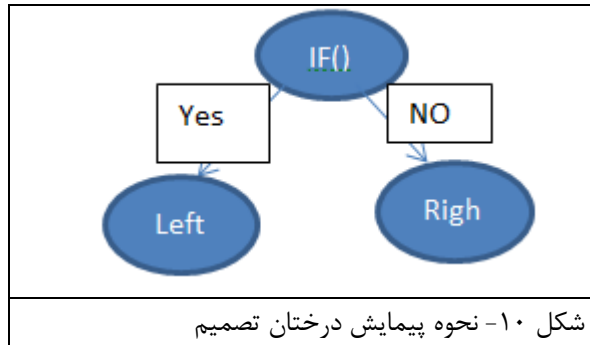 IF()
Yes
NO
Left
Righ
شکل ۱۰- نحوه پیمایش درختان تصمیم